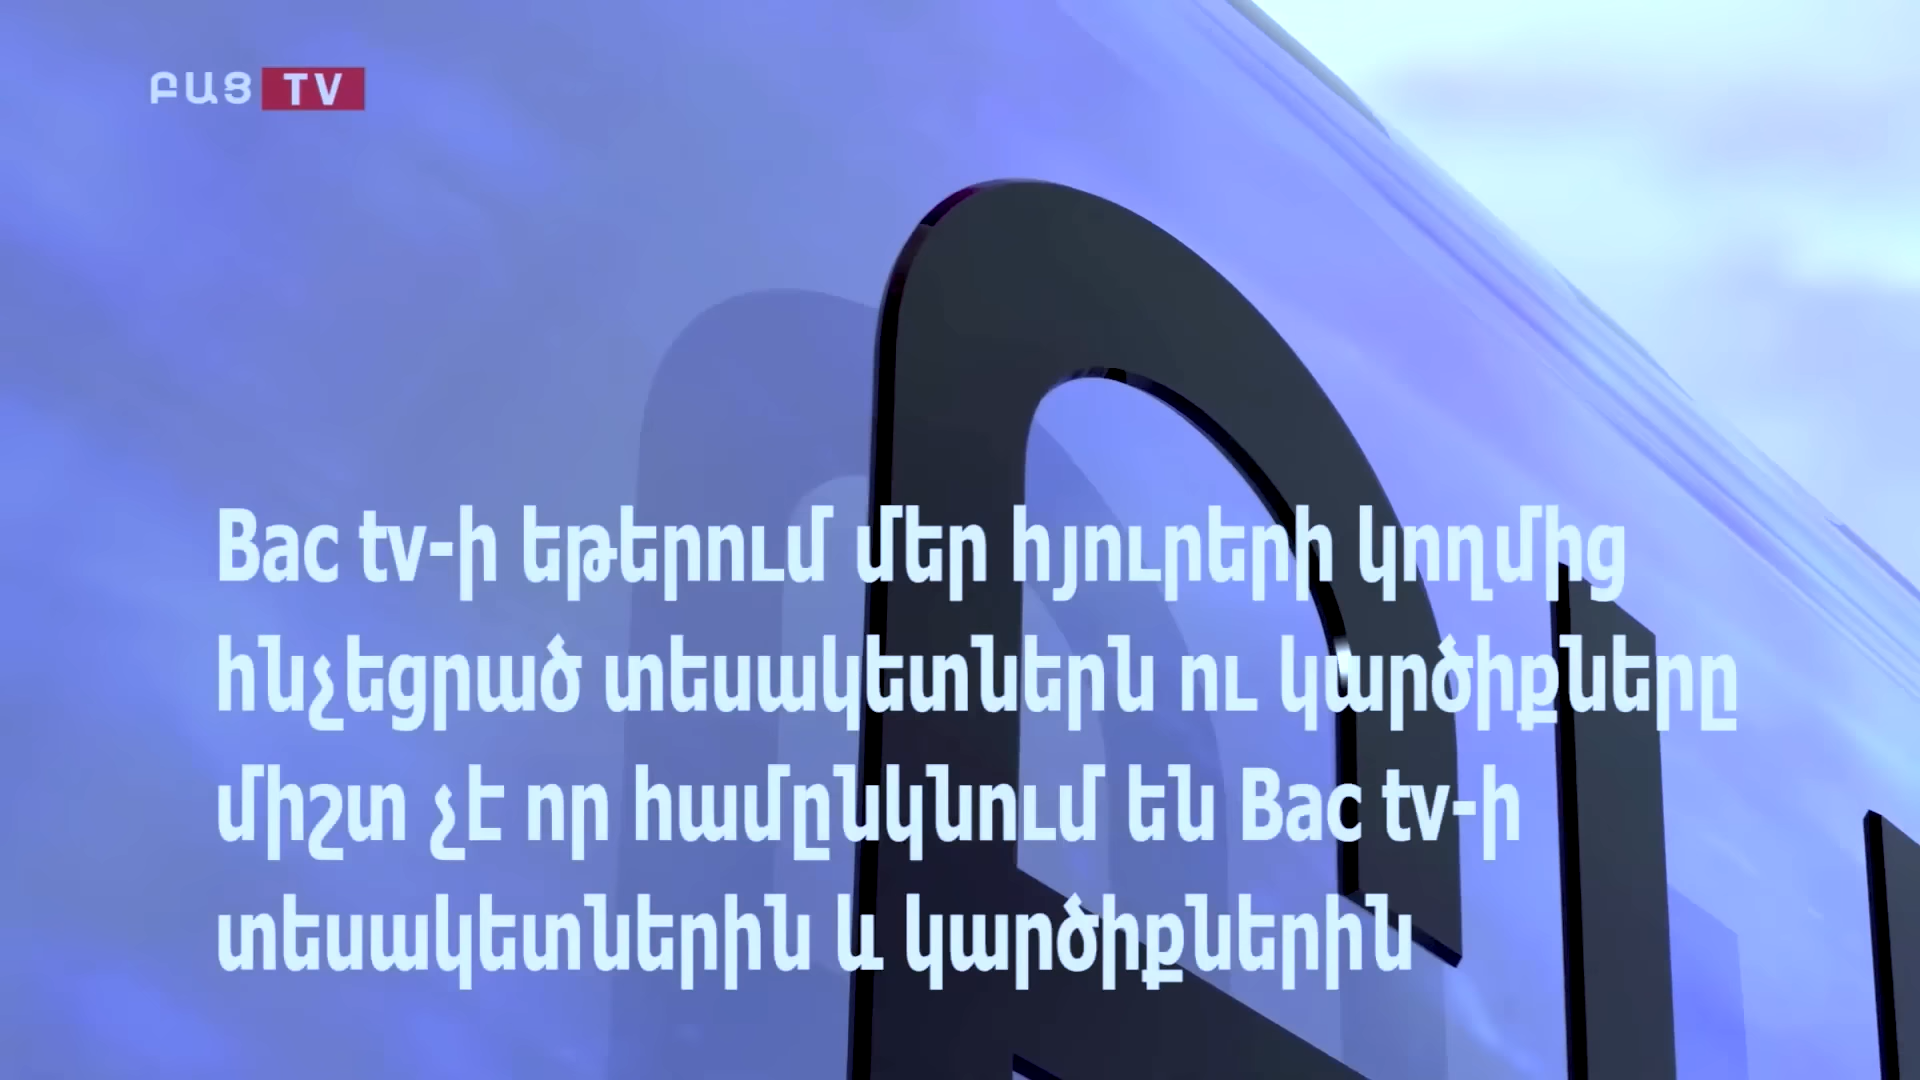 ԲԱՑ TV
Bac tv-ի եթերում մեր հյուրերի կողմից
հնչեցրած տեսակետներն ու կարծիքները
միշտ չէ որ համընկնում են Bac tv-ի
տեսակետներին և կարծիքներին